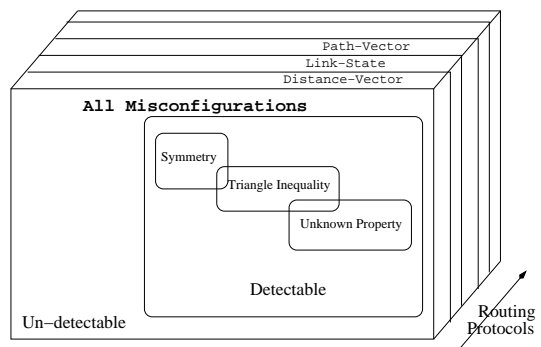 Path-Vector
Link-State
Distance-Vector
All Misconfigurations
Symmetry
Triangle Inequality
Unknown Property
Detectable
Un-detectable
Routing
Protocols